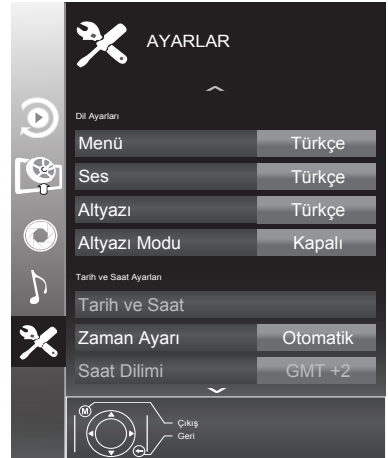 AYARLAR
Dil Ayarları
Menü Türkçe
Ses Türkçe
Altyazı Türkçe
Altyazı Modu Kapalı
Tarih ve Saat Ayarları
Tarih ve Saat
Zaman Ayarı Otomatik
Saat Dilimi GMT +2
M
Çıkış
Geri